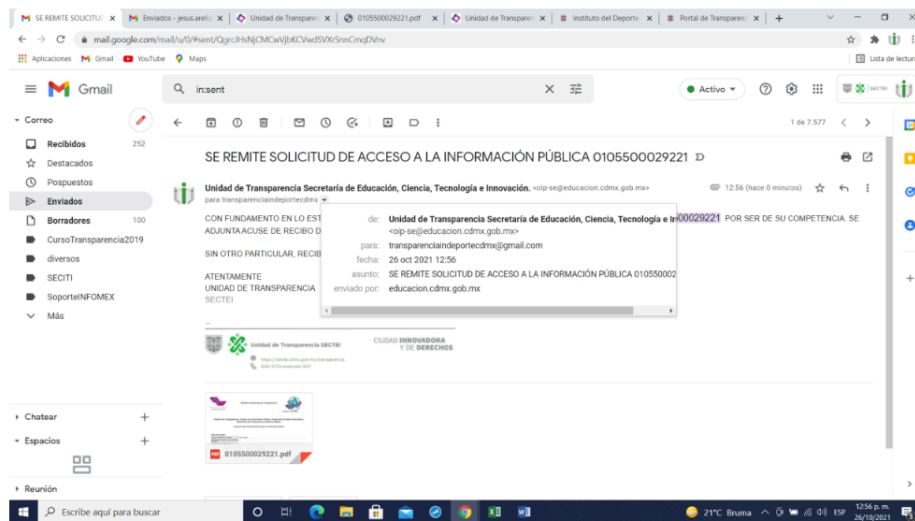 SE REMITE SOLICITUD
Enviados - jesus.arell
Unidad de Transparen
0105500029221.pdf
Unidad de Transparen
Instituto del Deporte
Portal de Transparenc
mail.google.com/mail/u/0/#sent/QgrcJHsNjCMCwVjbKCVwdSVXrSnnCmqDVnv
Aplicaciones
Gmail
YouTube
Maps
Lista de lectura
Gmail
in:sent
Activo
SECTEI
Correo
1 de 7.577
Recibidos 252
Destacados
Pospuestos
Enviados
Borradores 100
CursoTransparencia2019
diversos
SECITI
SoporteINFOMEX
Más
SE REMITE SOLICITUD DE ACCESO A LA INFORMACIÓN PÚBLICA 0105500029221
Unidad de Transparencia Secretaría de Educación, Ciencia, Tecnología e Innovación. <oip-se@educacion.cdmx.gob.mx>
12:56 (hace 0 minutos)
para transparenciaindeportecdmx
CON FUNDAMENTO EN LO EST
00029221 POR SER DE SU COMPETENCIA. SE
ADJUNTA ACUSE DE RECIBO D
SIN OTRO PARTICULAR, RECIB
ATENTAMENTE
UNIDAD DE TRANSPARENCIA
SECTEI
de: Unidad de Transparencia Secretaría de Educación, Ciencia, Tecnología e In
<oip-se@educacion.cdmx.gob.mx>
para: transparenciaindeportecdmx@gmail.com
fecha: 26 oct 2021 12:56
asunto: SE REMITE SOLICITUD DE ACCESO A LA INFORMACIÓN PÚBLICA 010550002
enviado por: educacion.cdmx.gob.mx
Unidad de Transparencia SECTEI
CIUDAD INNOVADORA
Y DE DERECHOS
PDF 0105500029221.pdf
Chatear
Espacios
Reunión
Escribe aquí para buscar
21°C Bruma
ESP
12:56 p. m.
26/10/2021